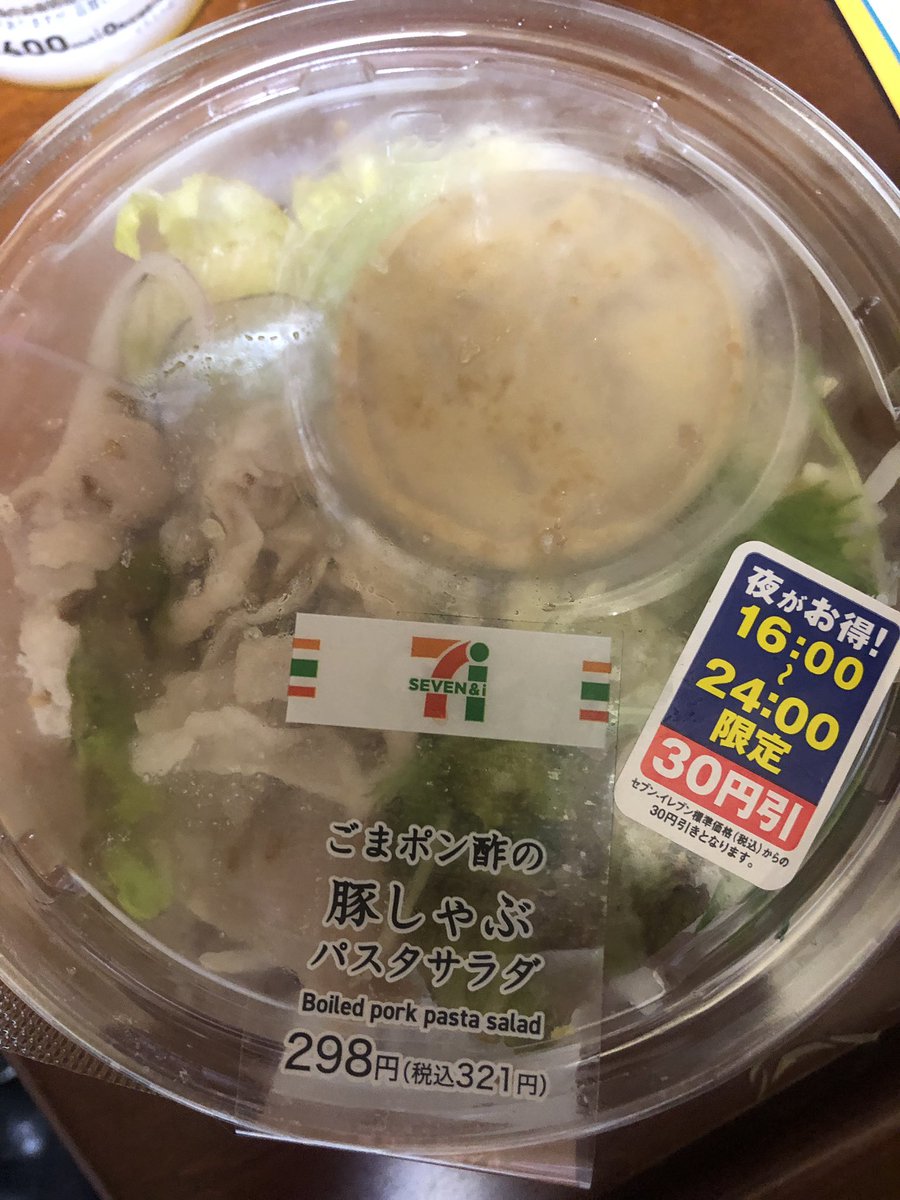 600
SEVEN&i
ごまポン酢の
豚しゃぶ
パスタサラダ
Boiled pork pasta salad
298円(税込321円)
夜がお得!
16:00
~
24:00
限定
30円引
セブン-イレブン標準価格(税込)からの
30円引きとなります。